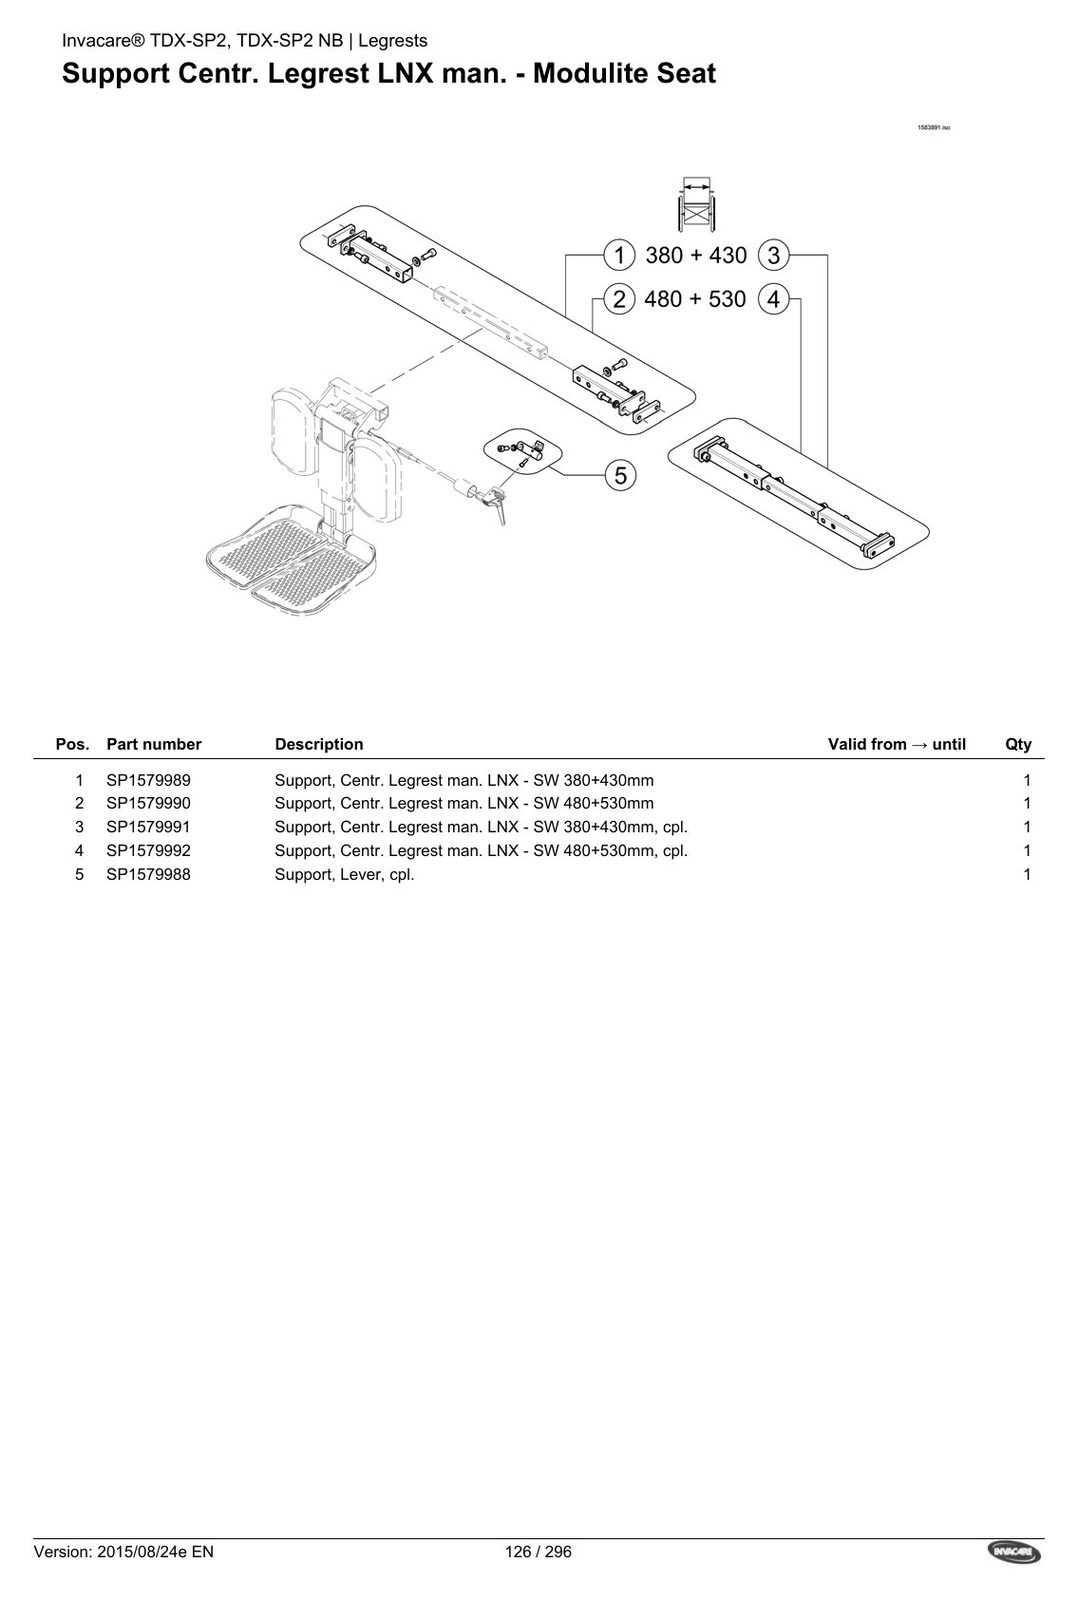 Invacare® TDX-SP2, TDX-SP2 NB | Legrests
Support Centr. Legrest LNX man. - Modulite Seat
1583891.iso
1 380 + 430 3
2 480 + 530 4
5
Pos. Part number Description Valid from → until Qty
1 SP1579989 Support, Centr. Legrest man. LNX - SW 380+430mm 1
2 SP1579990 Support, Centr. Legrest man. LNX - SW 480+530mm 1
3 SP1579991 Support, Centr. Legrest man. LNX - SW 380+430mm, cpl. 1
4 SP1579992 Support, Centr. Legrest man. LNX - SW 480+530mm, cpl. 1
5 SP1579988 Support, Lever, cpl. 1
Version: 2015/08/24e EN 126 / 296 INVACARE